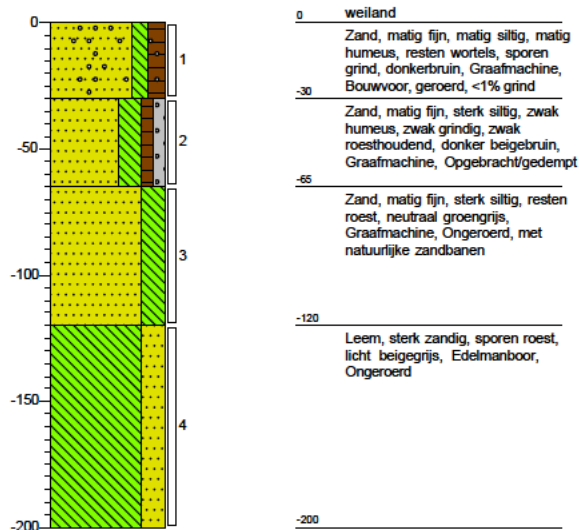 0
-50
-100
-150
-200
1
2
3
4
0 weiland
Zand, matig fijn, matig siltig, matig
humeus, resten wortels, sporen
grind, donkerbruin, Graafmachine,
Bouwvoor, geroerd, <1% grind
-30
Zand, matig fijn, sterk siltig, zwak
humeus, zwak grindig, zwak
roesthoudend, donker beigebruin,
Graafmachine, Opgebracht/gedempt
-65
Zand, matig fijn, sterk siltig, resten
roest, neutraal groengrijs,
Graafmachine, Ongeroerd, met
natuurlijke zandbanen
-120
Leem, sterk zandig, sporen roest,
licht beigegrijs, Edelmanboor,
Ongeroerd
-200